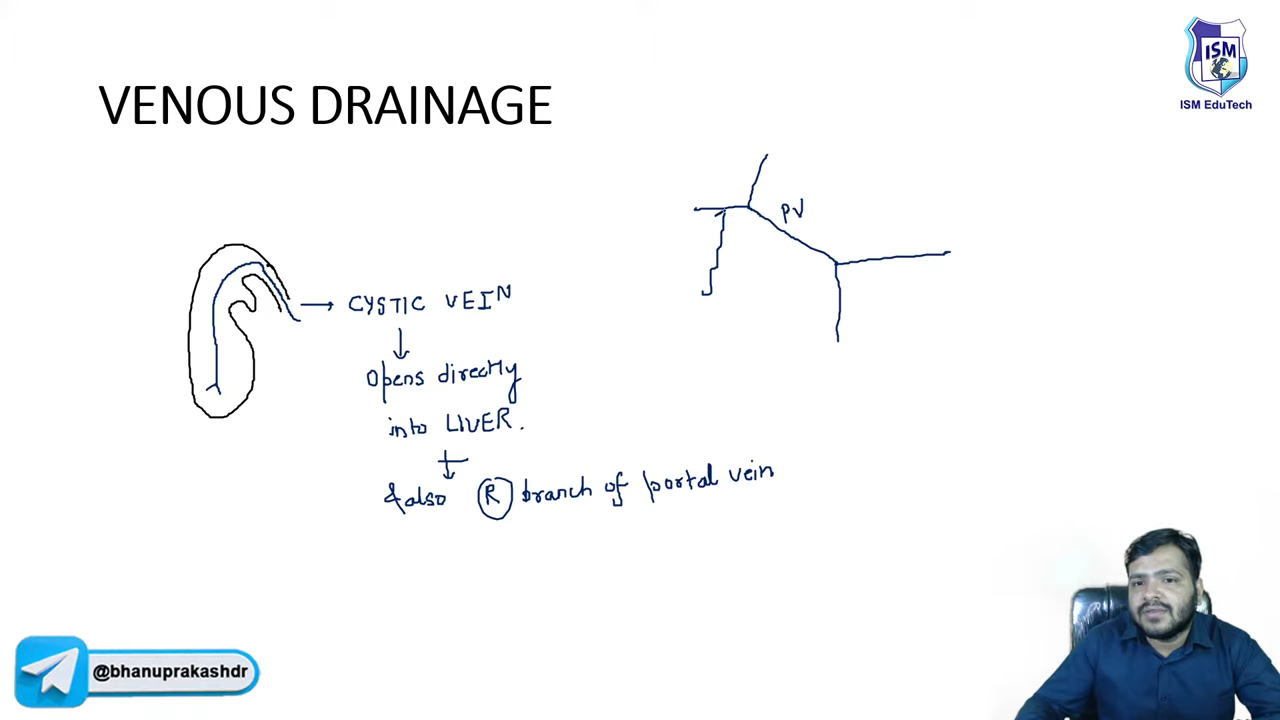 ISM
ISM EduTech
VENOUS DRAINAGE
PV
CYSTIC VEIN
Opens directly
into LIVER.
& also R branch of portal vein
@bhanuprakashdr